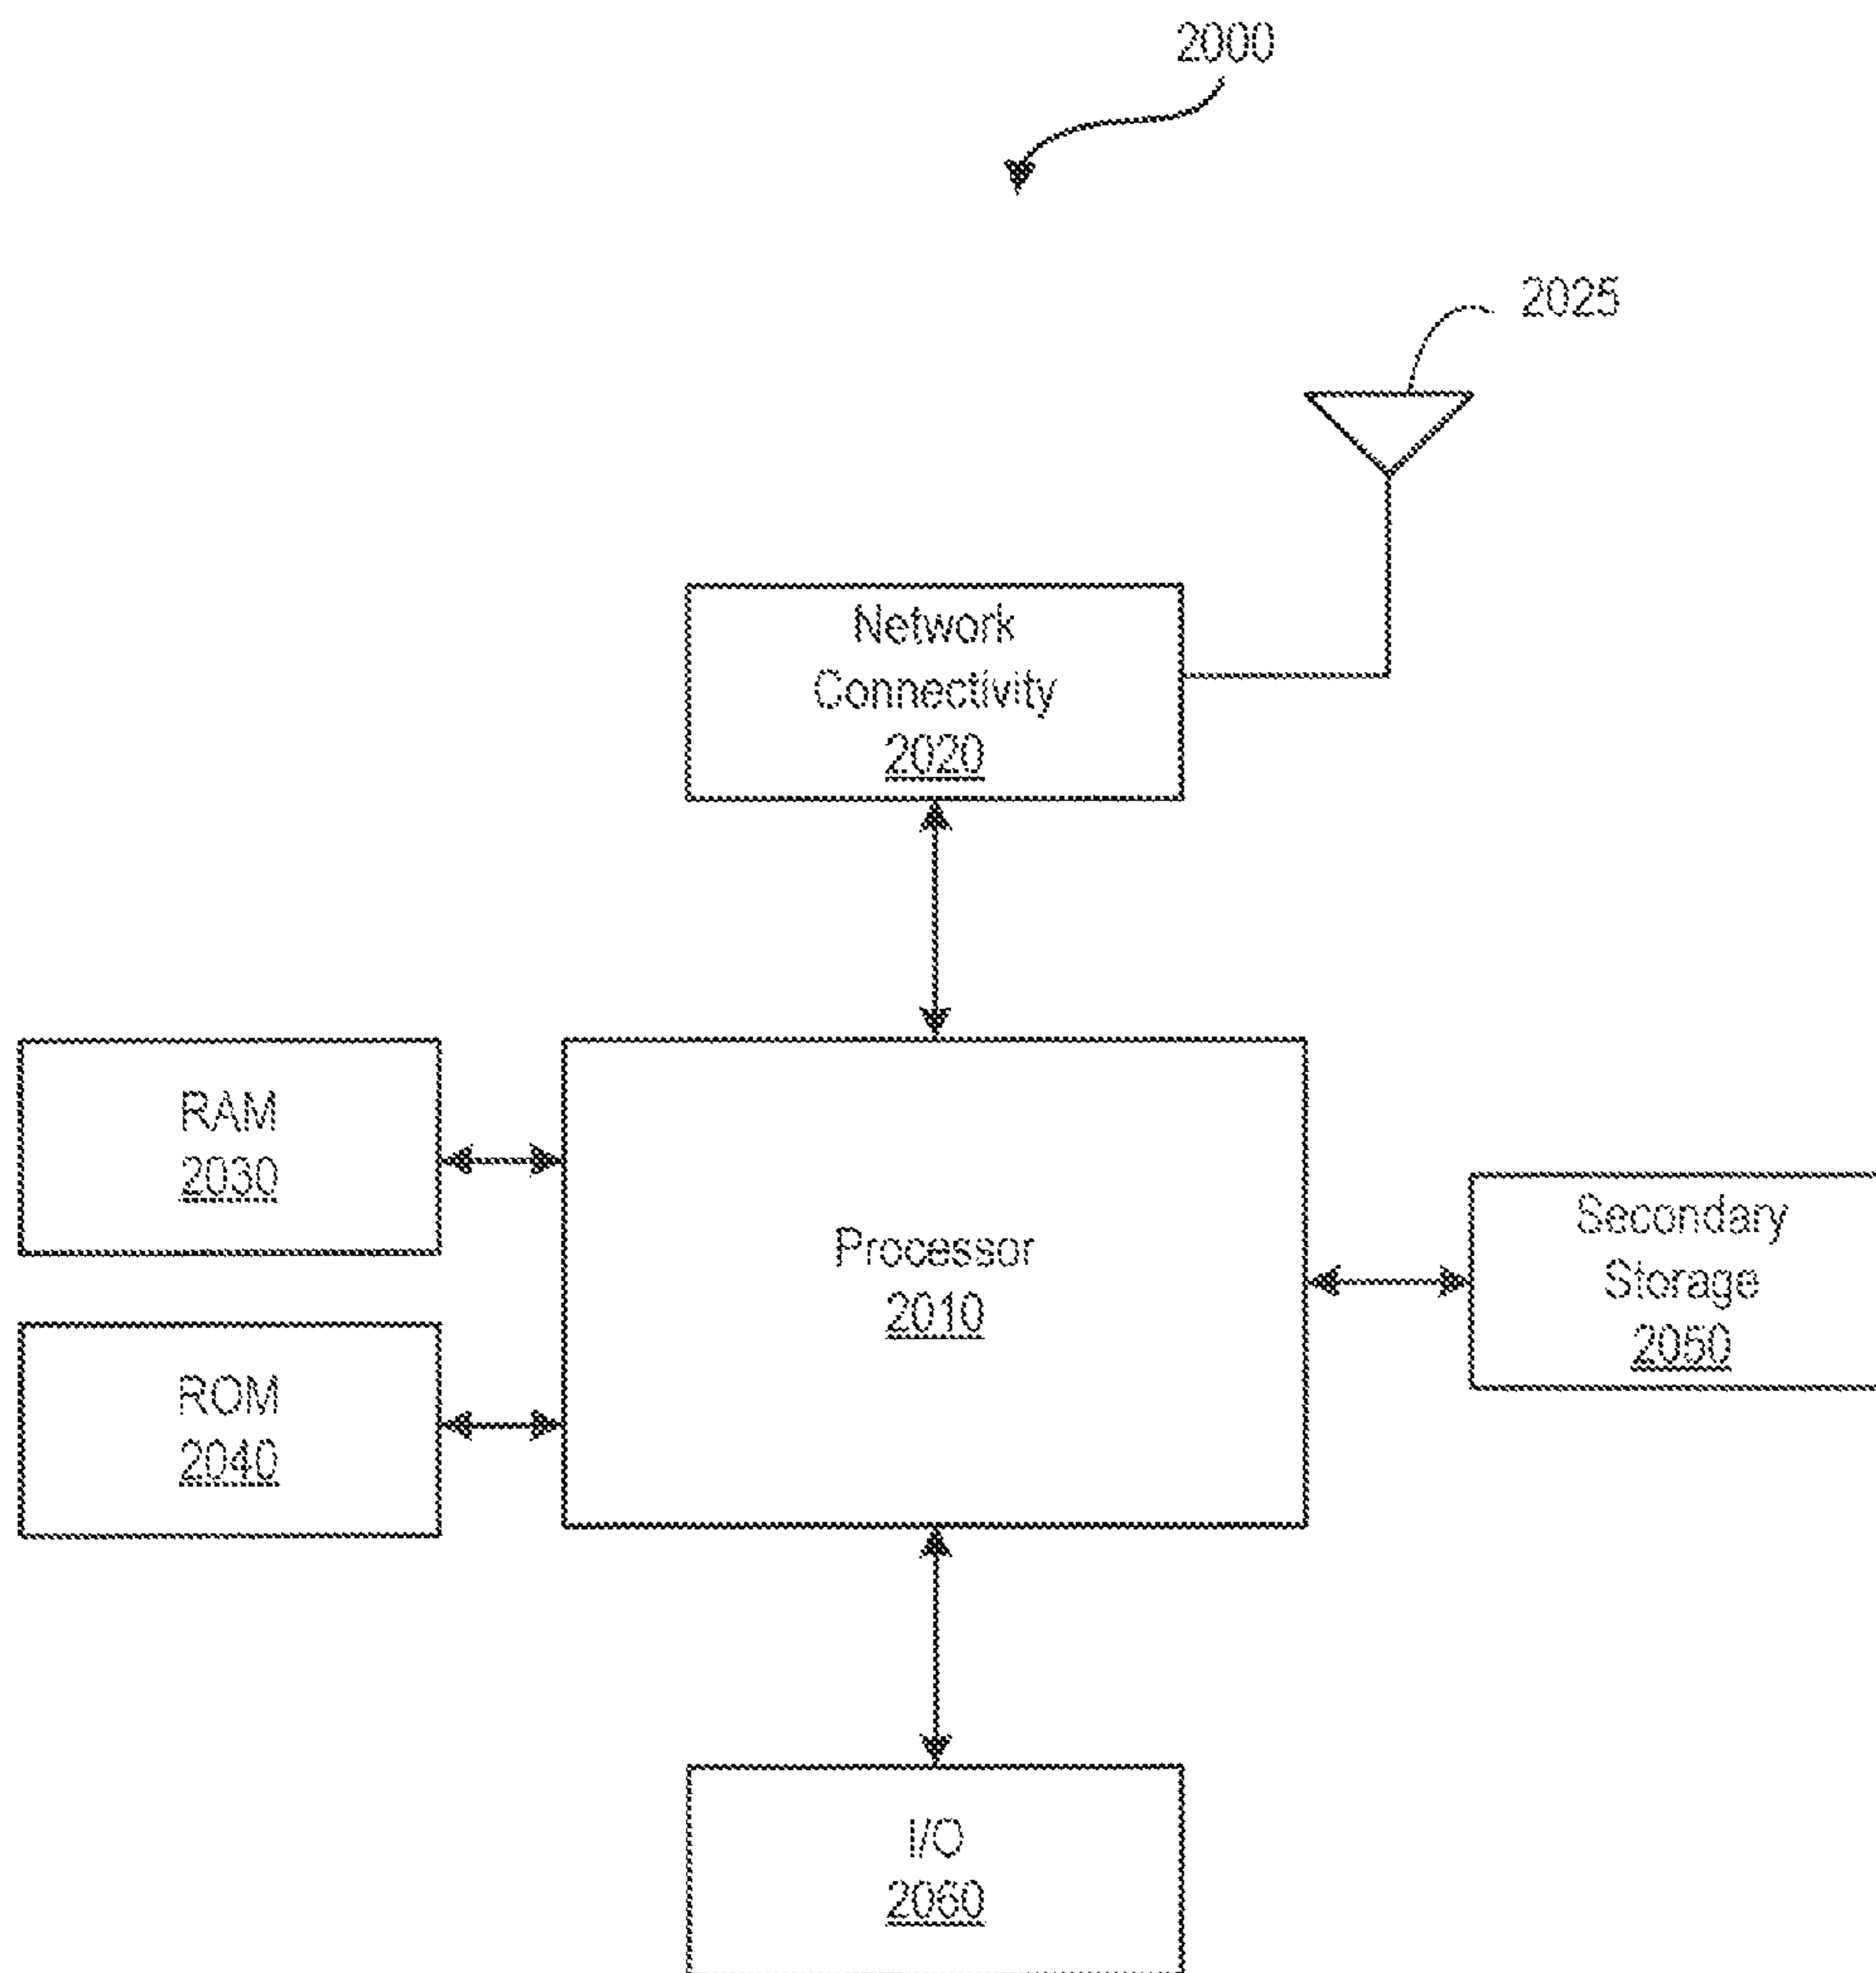 2000
2025
Network
Connectivity
2020
RAM
2030
Processor
2010
Secondary
Storage
2050
ROM
2040
I/O
2060